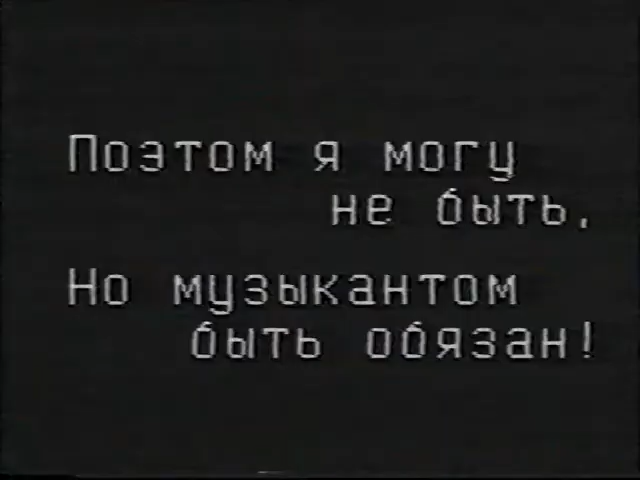 Поэтом я могу
не быть,
Но музыкантом
быть обязан!